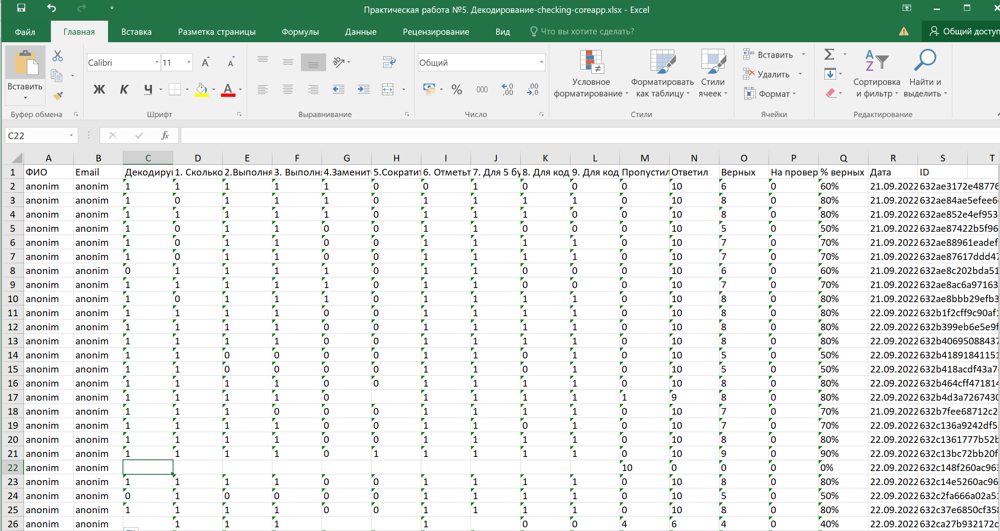 Практическая работа №5. Декодирование-checking-coreapp.xlsx - Excel
Файл Главная Вставка Разметка страницы Формулы Данные Рецензирование Вид Что вы хотите сделать? Общий доступ
Вставить
Буфер обмена
Calibri 11
Ж К Ч
Шрифт
Выравнивание
Общий
% 000
Число
Условное форматирование
Форматировать как таблицу
Стили ячеек
Стили
Вставить
Удалить
Формат
Ячейки
Сортировка и фильтр
Найти и выделить
Редактирование
C22 fx
A B C D E F G H I J K L M N O P Q R S T
1 ФИО Email Декодируй 1. Сколько 2.Выполня 3. Выполня 4.Заменит 5.Сократит 6. Отметьт 7. Для 5 бу 8. Для код 9. Для код Пропустил Ответил Верных На провер % верных Дата ID
2 anonim anonim 1 1 1 1 1 0 0 1 0 0 0 10 6 0 60% 21.09.2022 632ae3172e48776
3 anonim anonim 1 0 1 1 1 0 1 1 1 1 0 10 8 0 80% 21.09.2022 632ae84ae5efee6
4 anonim anonim 1 1 1 1 1 0 1 1 1 0 0 10 8 0 80% 21.09.2022 632ae852e4ef953
5 anonim anonim 1 0 1 1 0 0 1 1 0 0 0 10 5 0 50% 21.09.2022 632ae87422b5f96
6 anonim anonim 1 0 1 1 0 0 1 1 1 1 0 10 7 0 70% 21.09.2022 632ae88961eadef
7 anonim anonim 1 0 1 1 0 0 1 1 1 1 0 10 7 0 70% 21.09.2022 632ae87617ddd47
8 anonim anonim 0 1 1 1 1 0 1 1 0 0 0 10 6 0 60% 21.09.2022 632ae8c202bda51
9 anonim anonim 1 1 1 1 1 0 1 1 0 0 0 10 7 0 70% 21.09.2022 632ae8ac6a97163
10 anonim anonim 1 0 1 1 1 0 1 1 1 1 0 10 8 0 80% 21.09.2022 632ae8bbb29efb3
11 anonim anonim 1 1 1 1 0 0 1 1 1 1 0 10 8 0 80% 22.09.2022 632b1f2cff9c90af1
12 anonim anonim 1 1 1 1 0 0 1 1 1 1 0 10 8 0 80% 22.09.2022 632b399eb6e5e9f
13 anonim anonim 1 1 1 1 0 0 1 1 1 1 0 10 8 0 80% 22.09.2022 632b40695088437
14 anonim anonim 1 1 0 0 0 0 1 1 0 1 0 10 5 0 50% 22.09.2022 632b41891841151
15 anonim anonim 1 1 0 0 0 0 1 1 0 1 0 10 5 0 50% 22.09.2022 632b418acdf43a7
16 anonim anonim 1 1 1 1 0 0 1 1 1 1 0 10 8 0 80% 22.09.2022 632b464cff471814
17 anonim anonim 1 1 1 1 0 1 1 1 1 1 9 8 0 80% 22.09.2022 632b4d3a7267430
18 anonim anonim 1 1 1 0 0 0 1 1 1 1 0 10 7 0 70% 21.09.2022 632b7fee68712c2
19 anonim anonim 1 1 1 1 0 0 1 1 0 1 0 10 7 0 70% 22.09.2022 632c136a9242df5
20 anonim anonim 1 1 1 1 0 0 1 1 1 1 0 10 8 0 80% 22.09.2022 632c1361777b52b
21 anonim anonim 1 1 1 1 0 1 1 1 1 1 0 10 9 0 90% 22.09.2022 632c13bc72bb20f
22 anonim anonim 10 0 0 0 0% 22.09.2022 632c148f260ac963
23 anonim anonim 1 1 1 1 0 0 1 1 1 1 0 10 8 0 80% 22.09.2022 632c14e5260ac96
24 anonim anonim 0 1 0 0 0 0 1 1 1 1 0 10 5 0 50% 22.09.2022 632c2fa666a02a51
25 anonim anonim 1 1 1 1 0 0 1 1 1 1 0 10 8 0 80% 22.09.2022 632c37e6850cf358
26 anonim anonim 1 1 1 1 0 0 4 6 4 0 40% 22.09.2022 632ca27b932172c